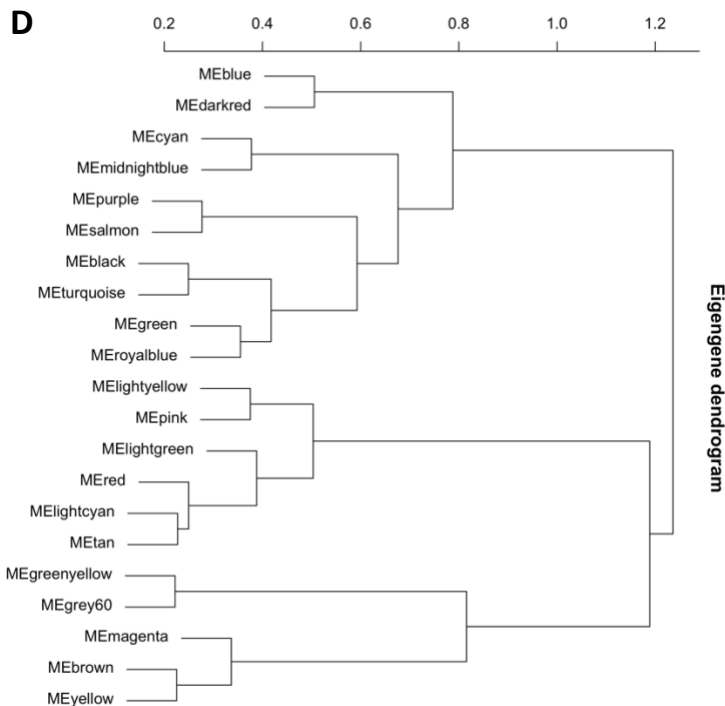 D
0.2 0.4 0.6 0.8 1.0 1.2
MEblue
MEdarkred
MEcyan
MEmidnightblue
MEpurple
MEsalmon
MEblack
MEturquoise
MEgreen
MEroyalblue
MElightyellow
MEpink
MElightgreen
MEred
MElightcyan
MEtan
MEgreenyellow
MEgrey60
MEmagenta
MEbrown
MEyellow
Eigengene dendrogram